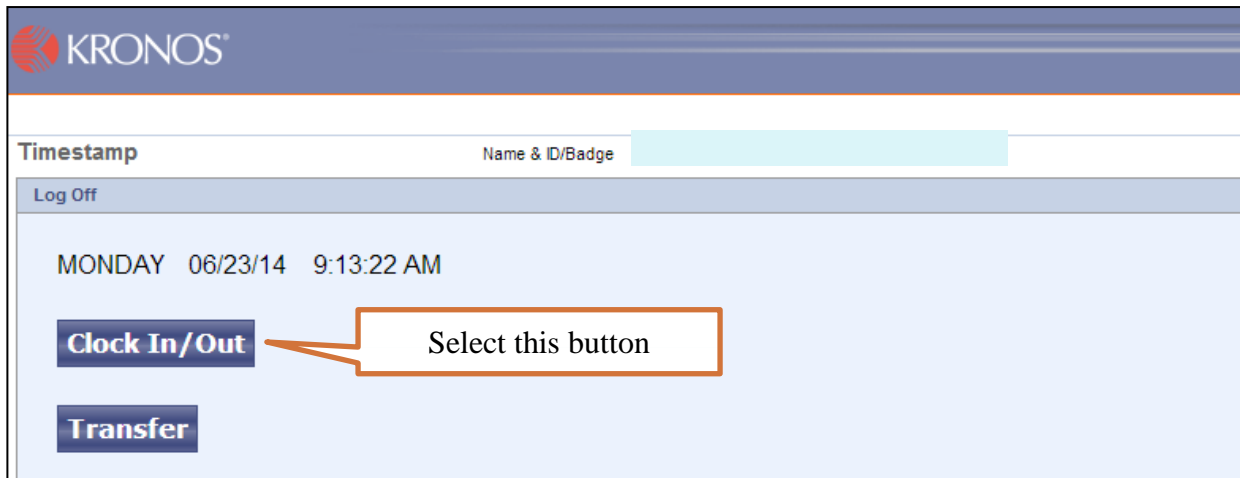 KRONOS®
Timestamp Name & ID/Badge
Log Off
MONDAY 06/23/14 9:13:22 AM
Clock In/Out Select this button
Transfer